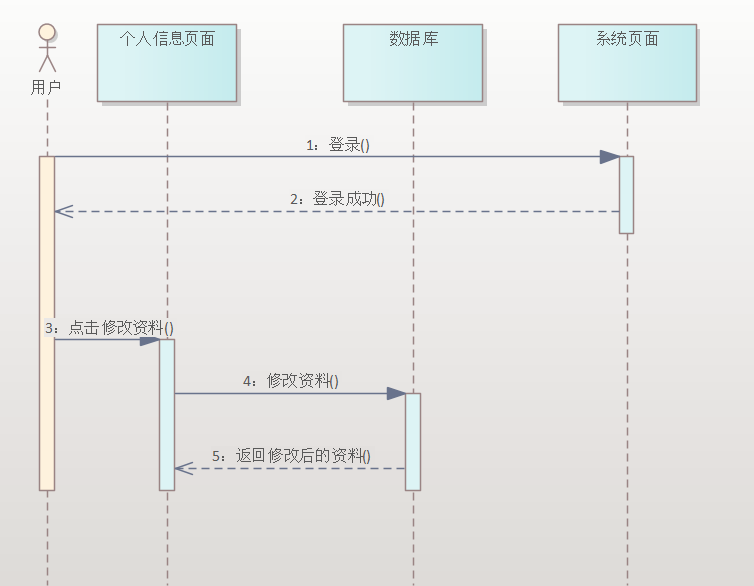 个人信息页面
数据库
系统页面
用户
1：登录()
2：登录成功()
3：点击修改资料()
4：修改资料()
5：返回修改后的资料()